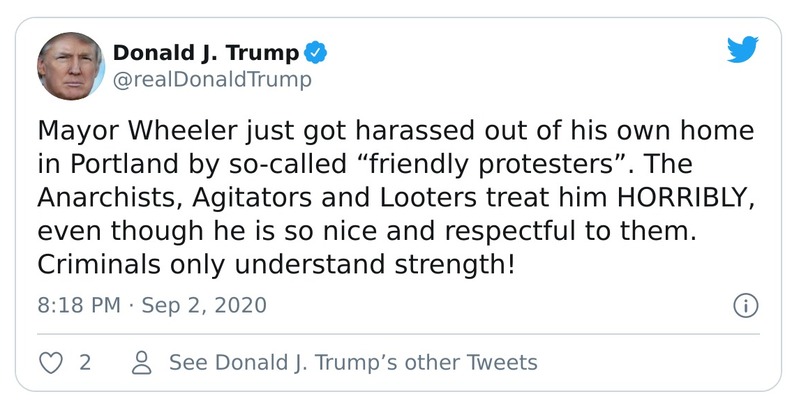 Donald J. Trump
@realDonaldTrump
Mayor Wheeler just got harassed out of his own home
in Portland by so-called “friendly protesters”. The
Anarchists, Agitators and Looters treat him HORRIBLY,
even though he is so nice and respectful to them.
Criminals only understand strength!
8:18 PM · Sep 2, 2020
2 See Donald J. Trump’s other Tweets